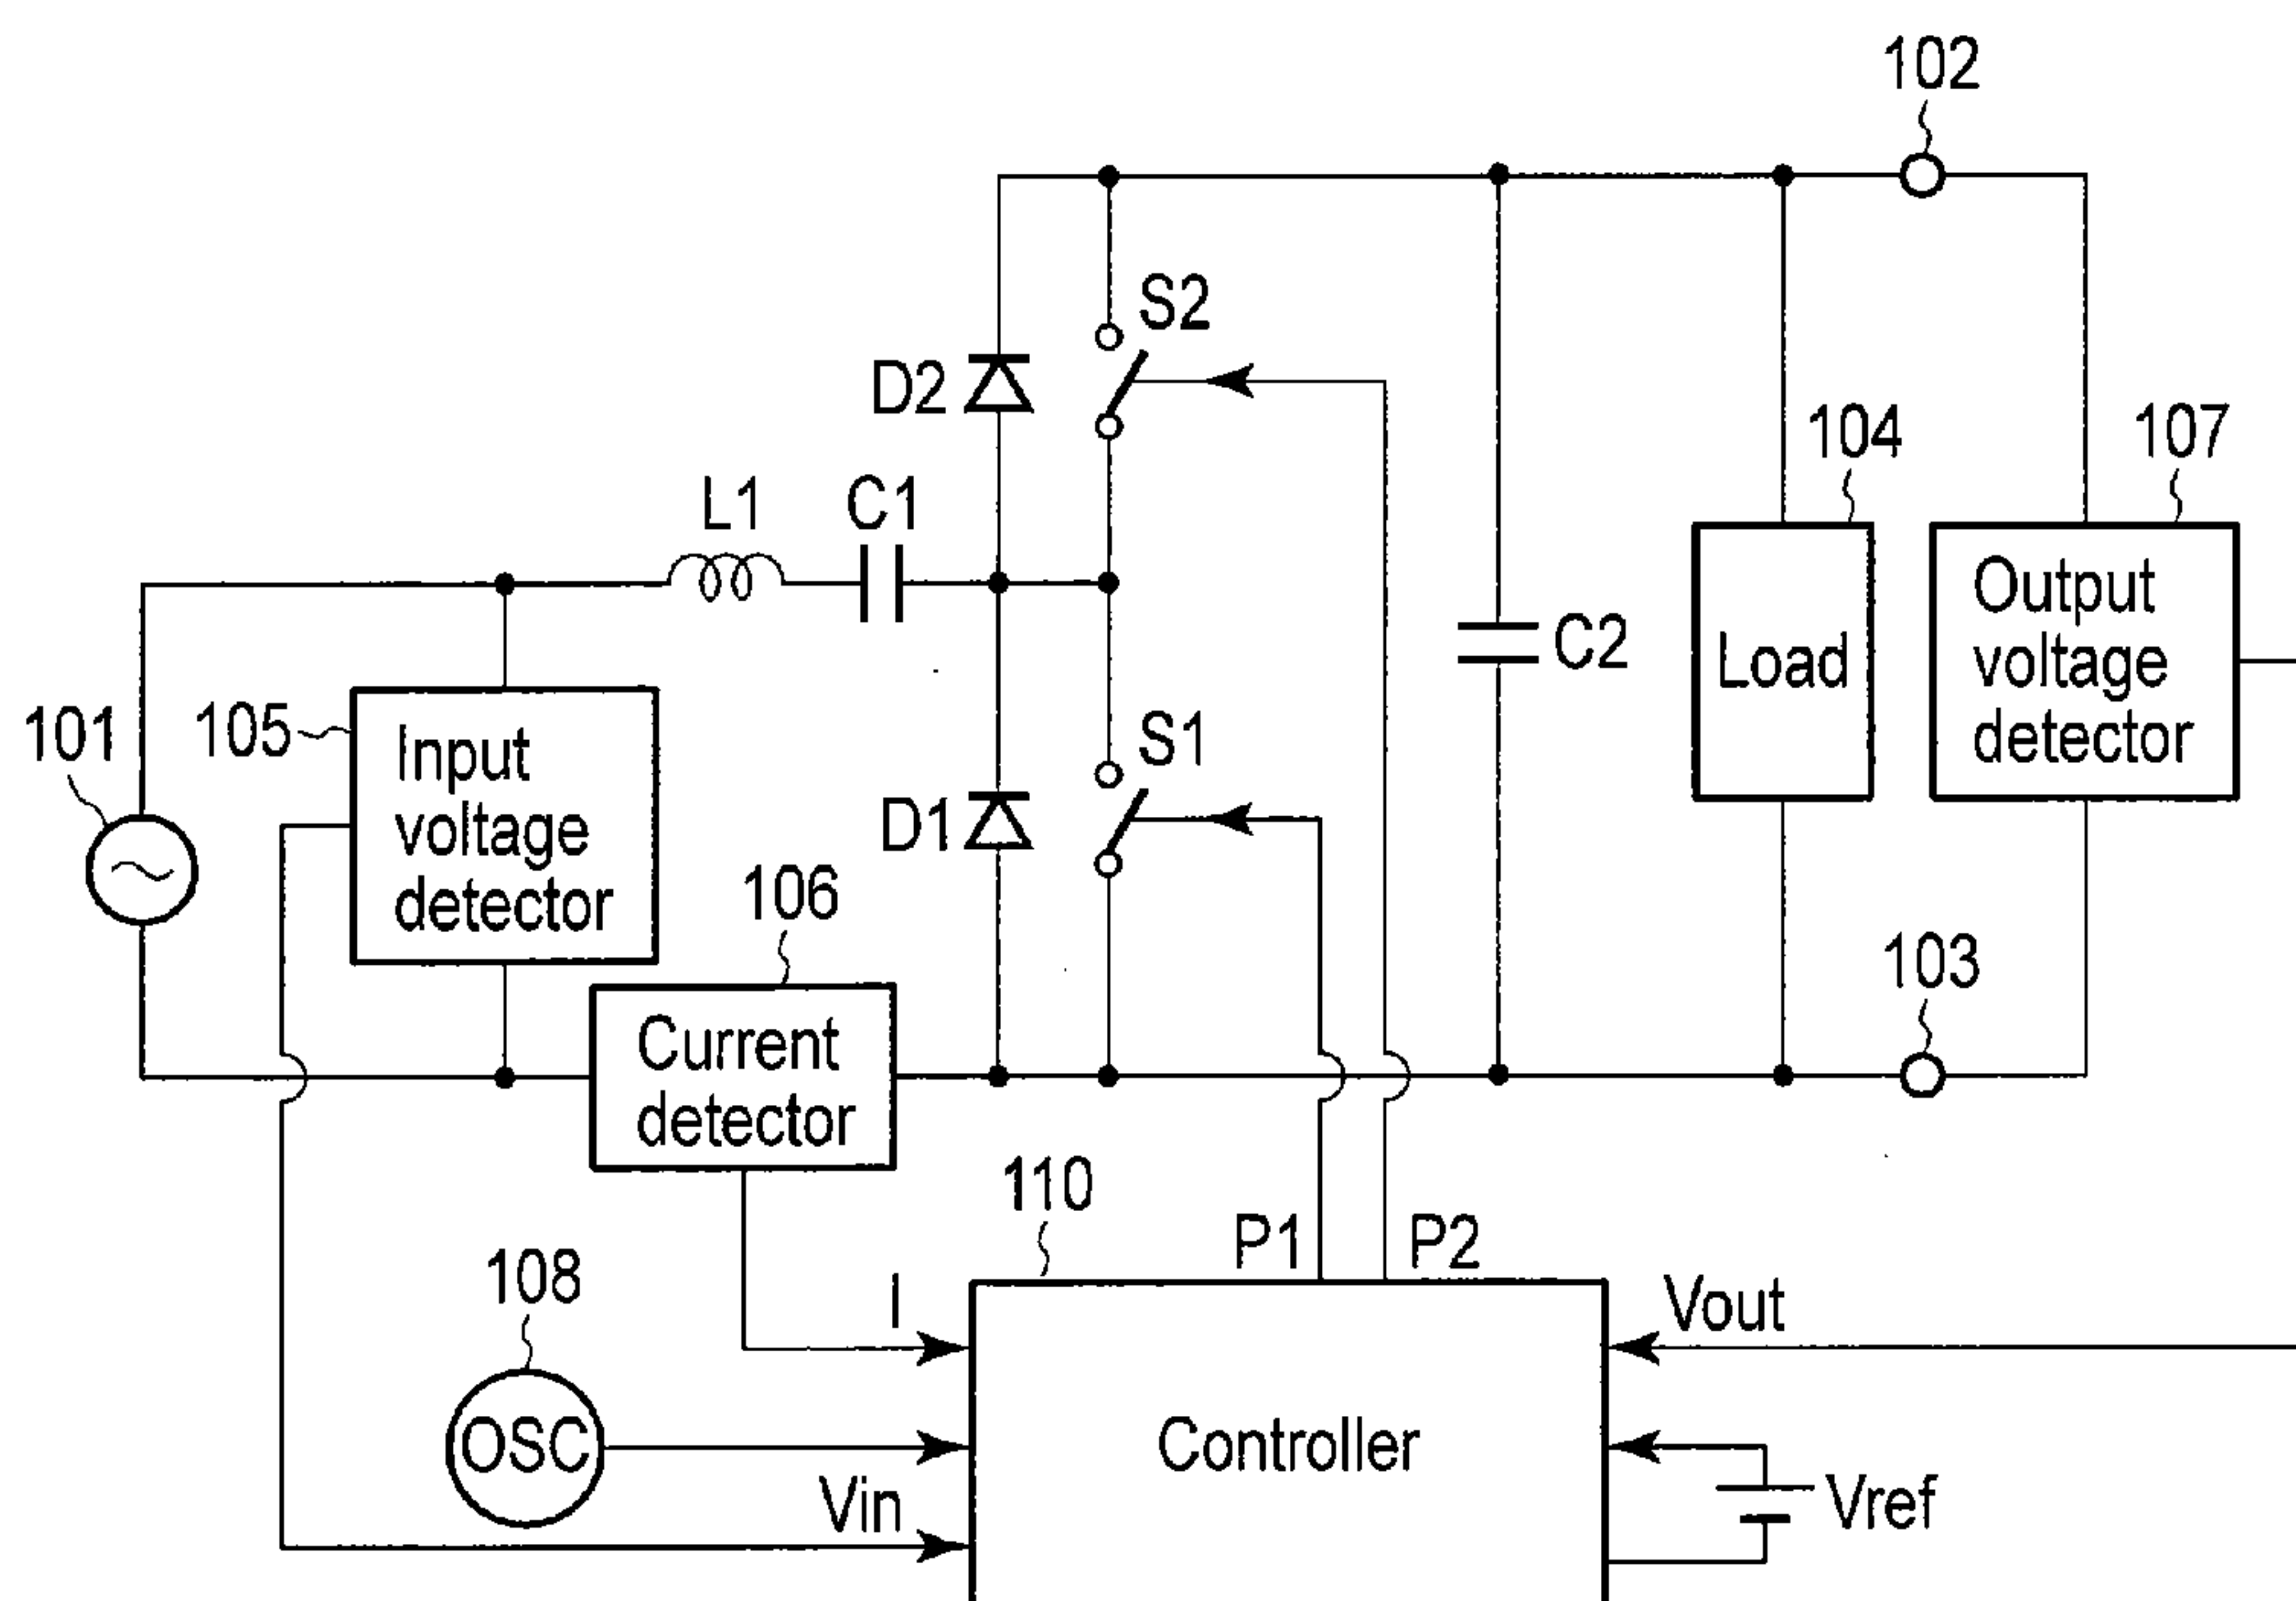 102
S2
D2
104
107
L1
C1
Output
voltage
detector
Load
C2
101
105
Input
voltage
detector
S1
D1
106
103
Current
detector
110
P1
P2
108
I
Vout
OSC
Controller
Vin
Vref